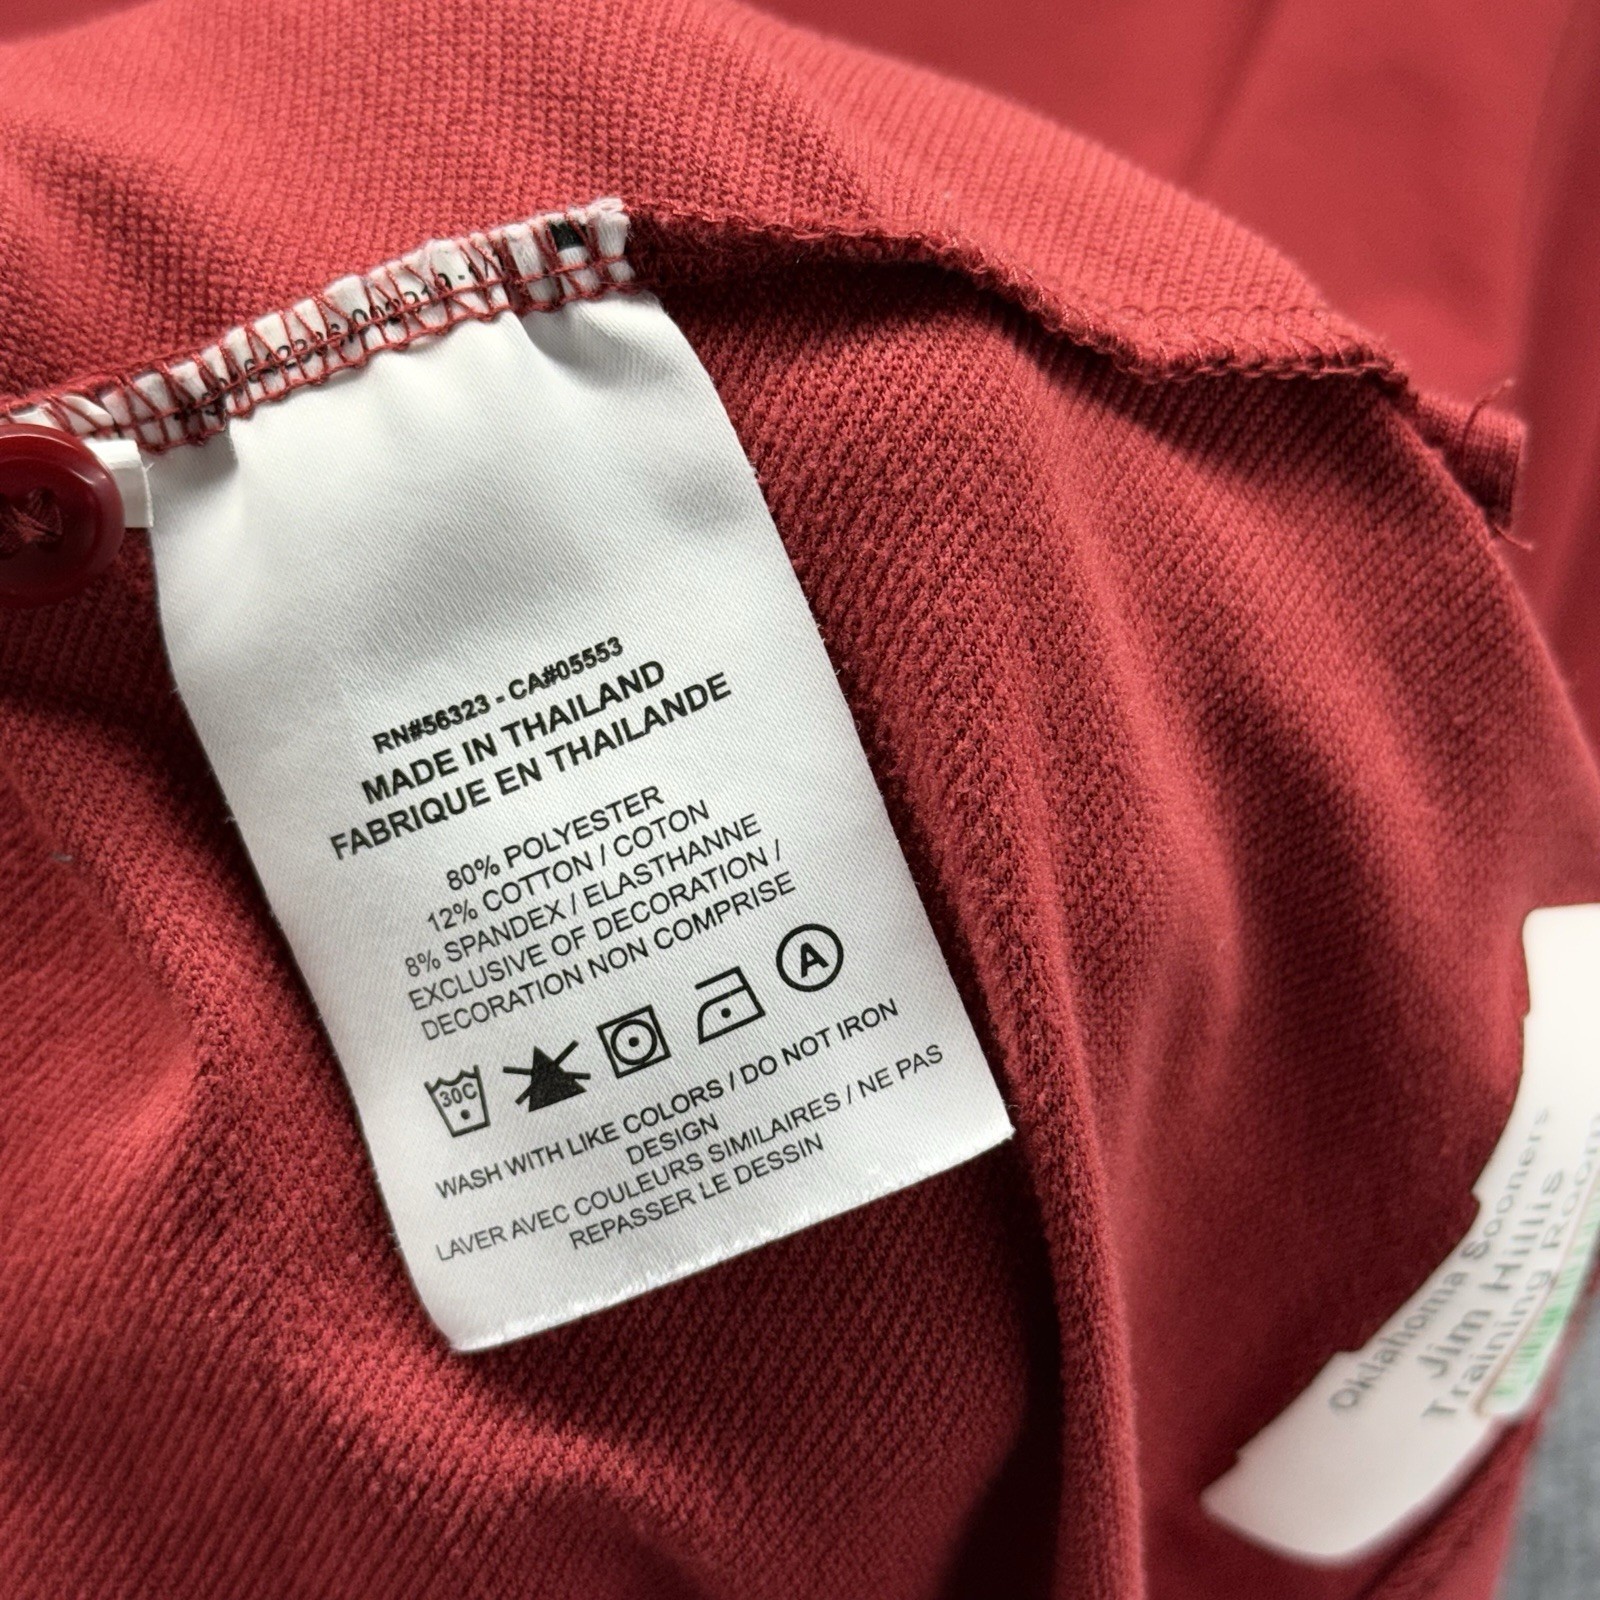 RN#56323 - CA#05553
MADE IN THAILAND
FABRIQUE EN THAILANDE
80% POLYESTER
12% COTTON / COTON
8% SPANDEX / ELASTHANNE
EXCLUSIVE OF DECORATION /
DECORATION NON COMPRISE
30C
A
WASH WITH LIKE COLORS / DO NOT IRON
DESIGN
LAVER AVEC COULEURS SIMILAIRES / NE PAS
REPASSER LE DESSIN
Oklahoma Sooners
Jim Hillis
Training Room